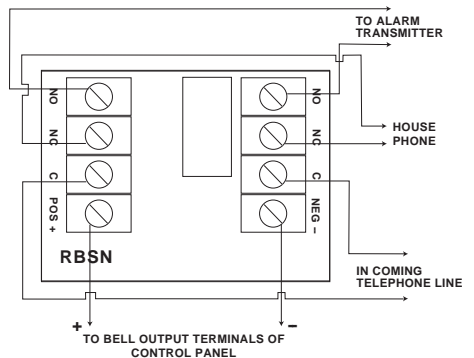 TO ALARM
TRANSMITTER
NO
NO
NC
NC
HOUSE
PHONE
C
C
POS +
NEG –
RBSN
IN COMING
TELEPHONE LINE
+
–
TO BELL OUTPUT TERMINALS OF
CONTROL PANEL